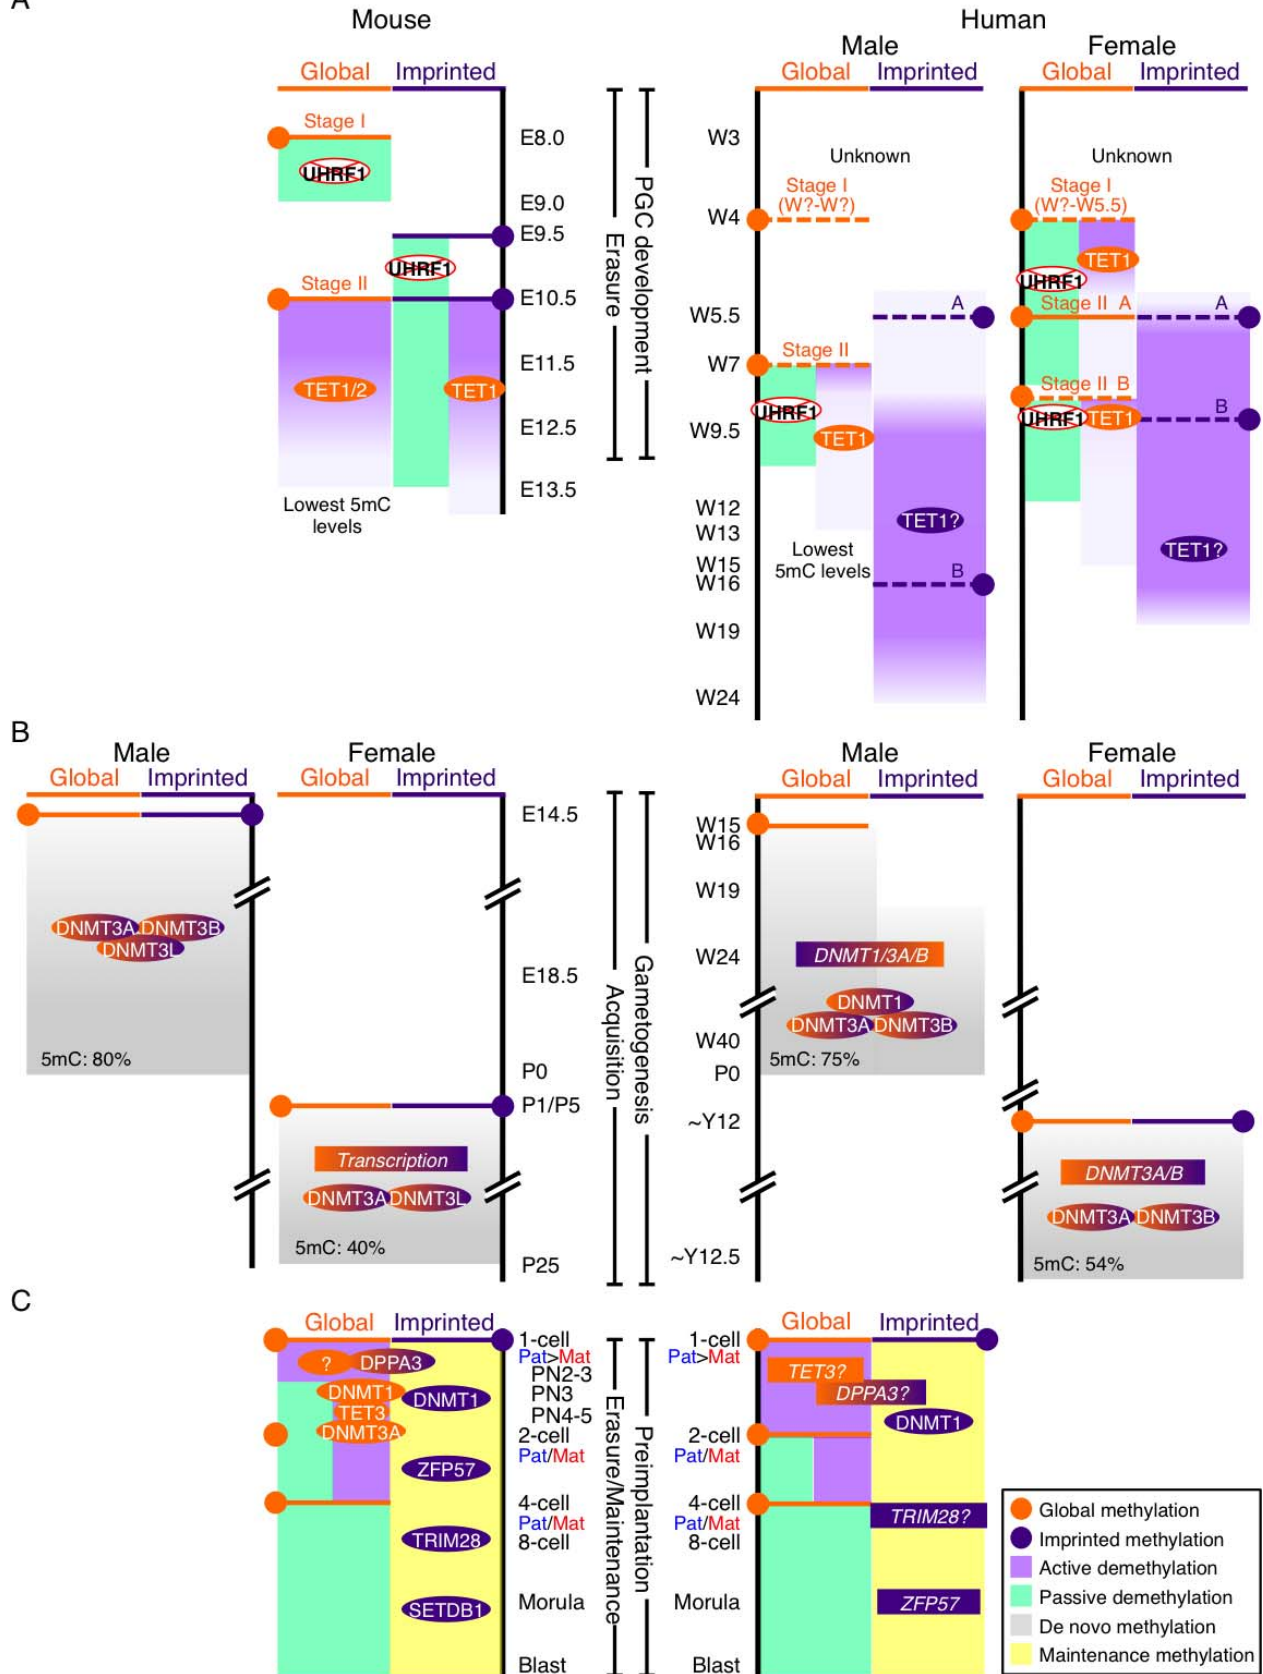 A
Mouse
Human
Male
Female
Global Imprinted
Global Imprinted
Global Imprinted
Stage I
UHRF1
Stage II
UHRF1
TET1/2
TET1
Lowest 5mC
levels
E8.0
E9.0
E9.5
E10.5
E11.5
E12.5
E13.5
Erasure
PGC development
W3
W4
W5.5
W7
W9.5
W12
W13
W15
W16
W19
W24
Unknown
Stage I
(W?-W?)
A
Stage II
UHRF1
TET1
TET1?
Lowest
5mC levels
B
Unknown
Stage I
(W?-W5.5)
TET1
UHRF1
Stage II A
A
Stage II B
UHRF1
TET1
B
TET1?
B
Male
Female
Male
Female
Global Imprinted
Global Imprinted
Global Imprinted
Global Imprinted
DNMT3A
DNMT3B
DNMT3L
5mC: 80%
Transcription
DNMT3A
DNMT3L
5mC: 40%
E14.5
E18.5
P0
P1/P5
P25
Acquisition
Gametogenesis
W15
W16
W19
W24
W40
P0
~Y12
~Y12.5
DNMT1/3A/B
DNMT1
DNMT3A
DNMT3B
5mC: 75%
DNMT3A/B
DNMT3A
DNMT3B
5mC: 54%
C
Global Imprinted
Global Imprinted
?
DPPA3
DNMT1
TET3
DNMT3A
DNMT1
ZFP57
TRIM28
SETDB1
1-cell
Pat>Mat
PN2-3
PN3
PN4-5
2-cell
Pat/Mat
4-cell
Pat/Mat
8-cell
Morula
Blast
Erasure/Maintenance
Preimplantation
1-cell
Pat>Mat
2-cell
Pat/Mat
4-cell
Pat/Mat
8-cell
Morula
Blast
TET3?
DPPA3?
DNMT1
TRIM28?
ZFP57
Global methylation
Imprinted methylation
Active demethylation
Passive demethylation
De novo methylation
Maintenance methylation